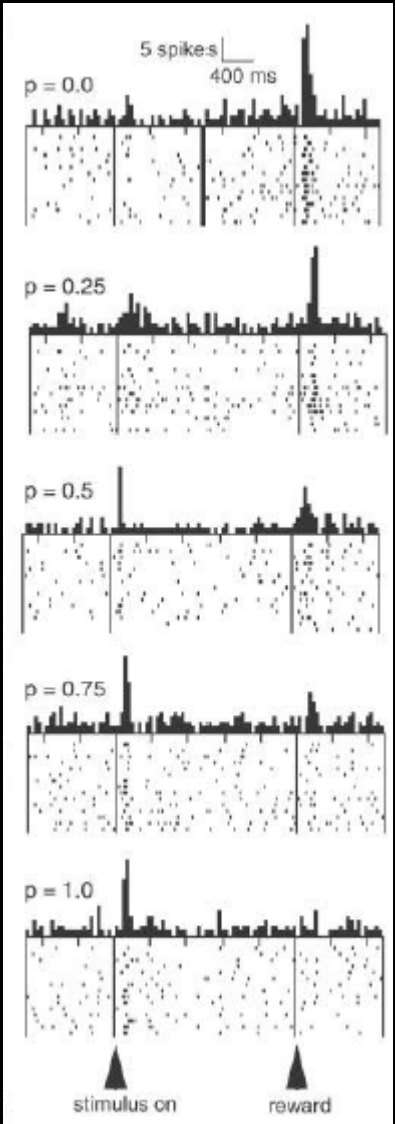 5 spikes
400 ms
p = 0.0
p = 0.25
p = 0.5
p = 0.75
p = 1.0
stimulus on reward